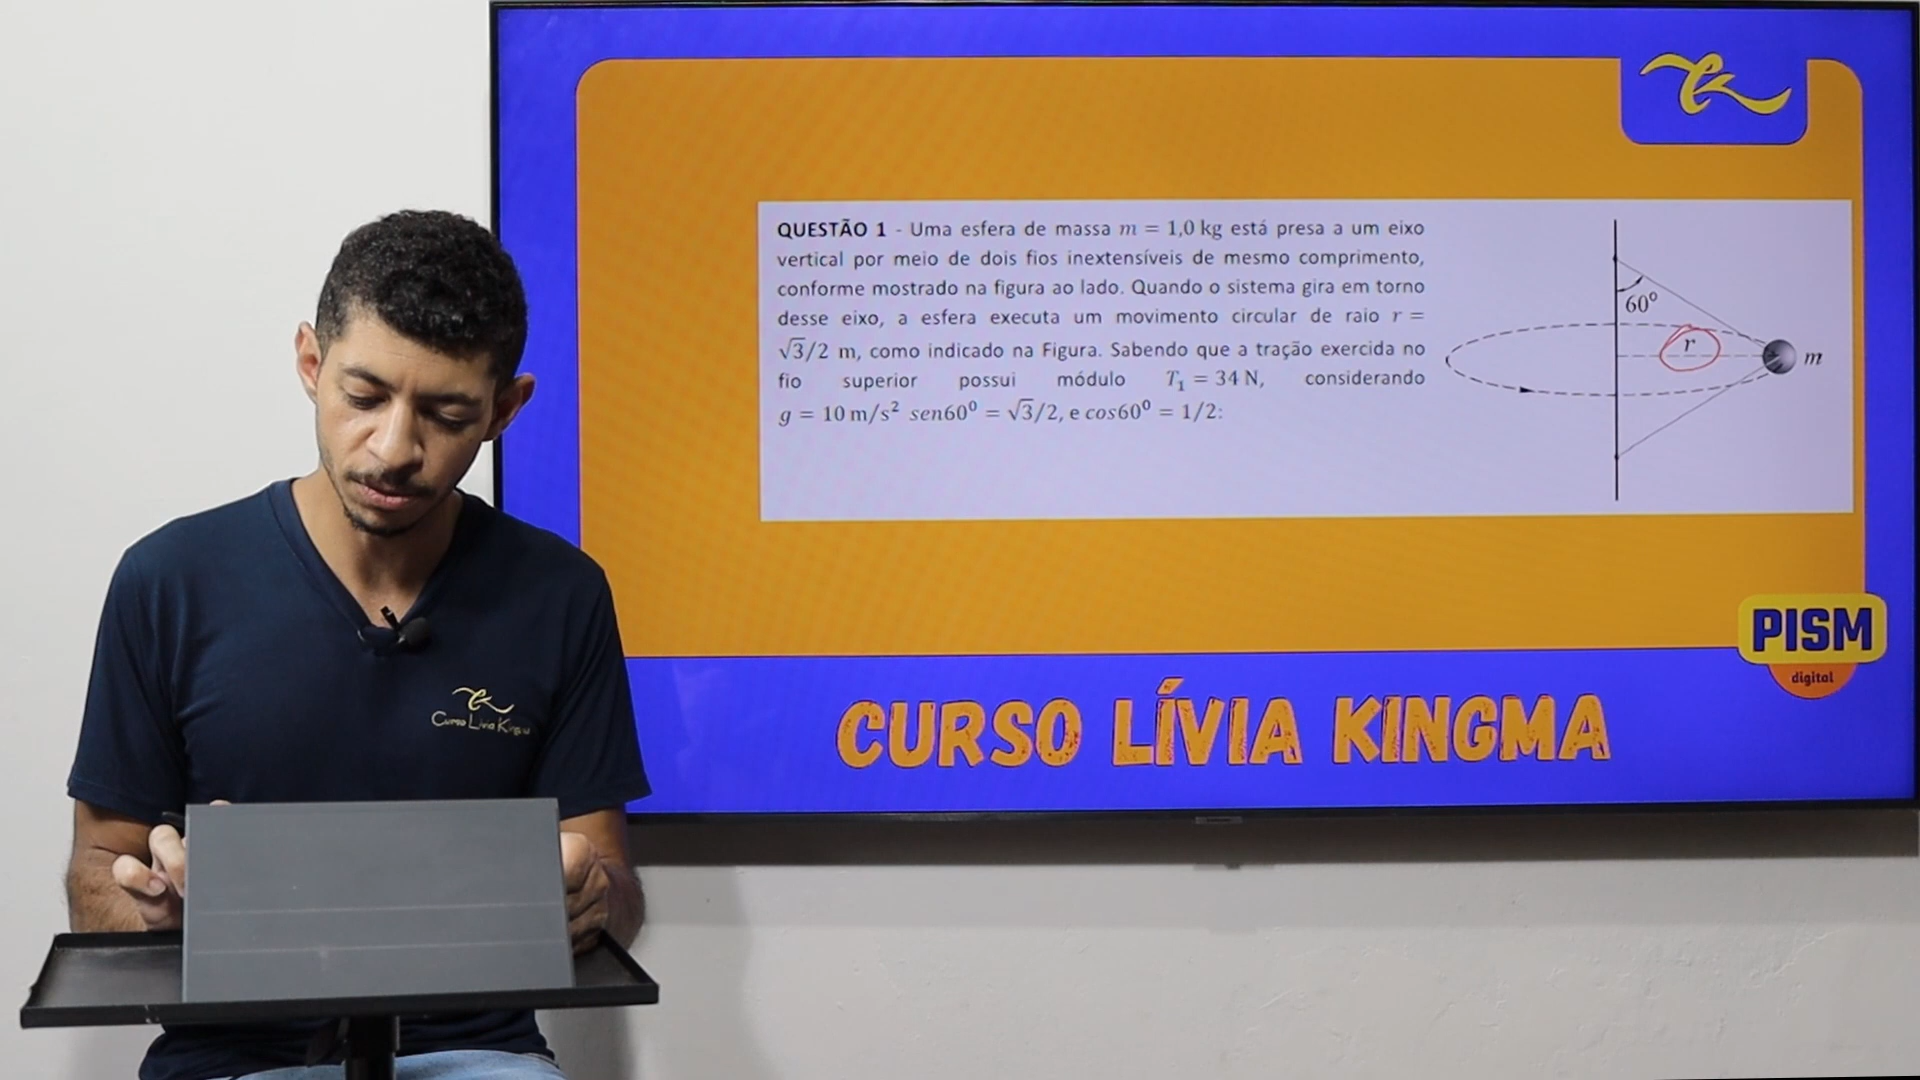 QUESTÃO 1 - Uma esfera de massa m = 1,0 kg está presa a um eixo
vertical por meio de dois fios inextensíveis de mesmo comprimento,
conforme mostrado na figura ao lado. Quando o sistema gira em torno
desse eixo, a esfera executa um movimento circular de raio r =
√3/2 m, como indicado na Figura. Sabendo que a tração exercida no
fio superior possui módulo T₁ = 34 N, considerando
g = 10 m/s² sen60⁰ = √3/2, e cos60⁰ = 1/2:
60⁰
r
m
PISM
digital
CURSO LÍVIA KINGMA
Curso Lívia Kingma